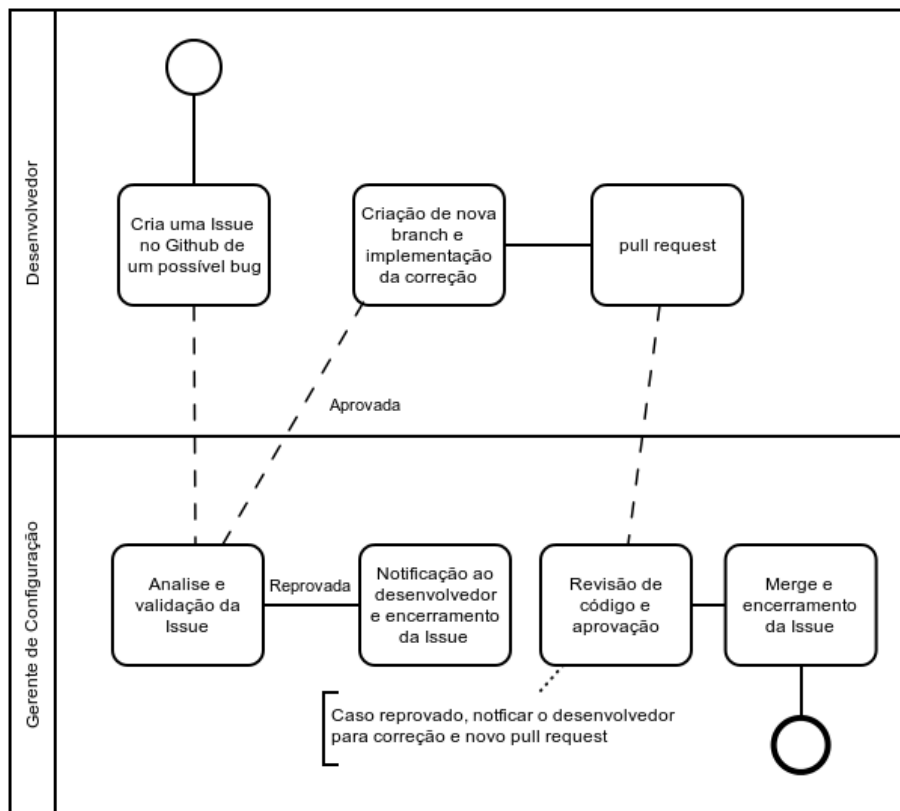 Desenvolvedor
Cria uma Issue
no Github de
um possível bug
Criação de nova
branch e
implementação
da correção
pull request
Aprovada
Gerente de Configuração
Analise e
validação da
Issue
Reprovada
Notificação ao
desenvolvedor
e encerramento
da Issue
Revisão de
código e
aprovação
Merge e
encerramento
da Issue
Caso reprovado, notficar o desenvolvedor
para correção e novo pull request